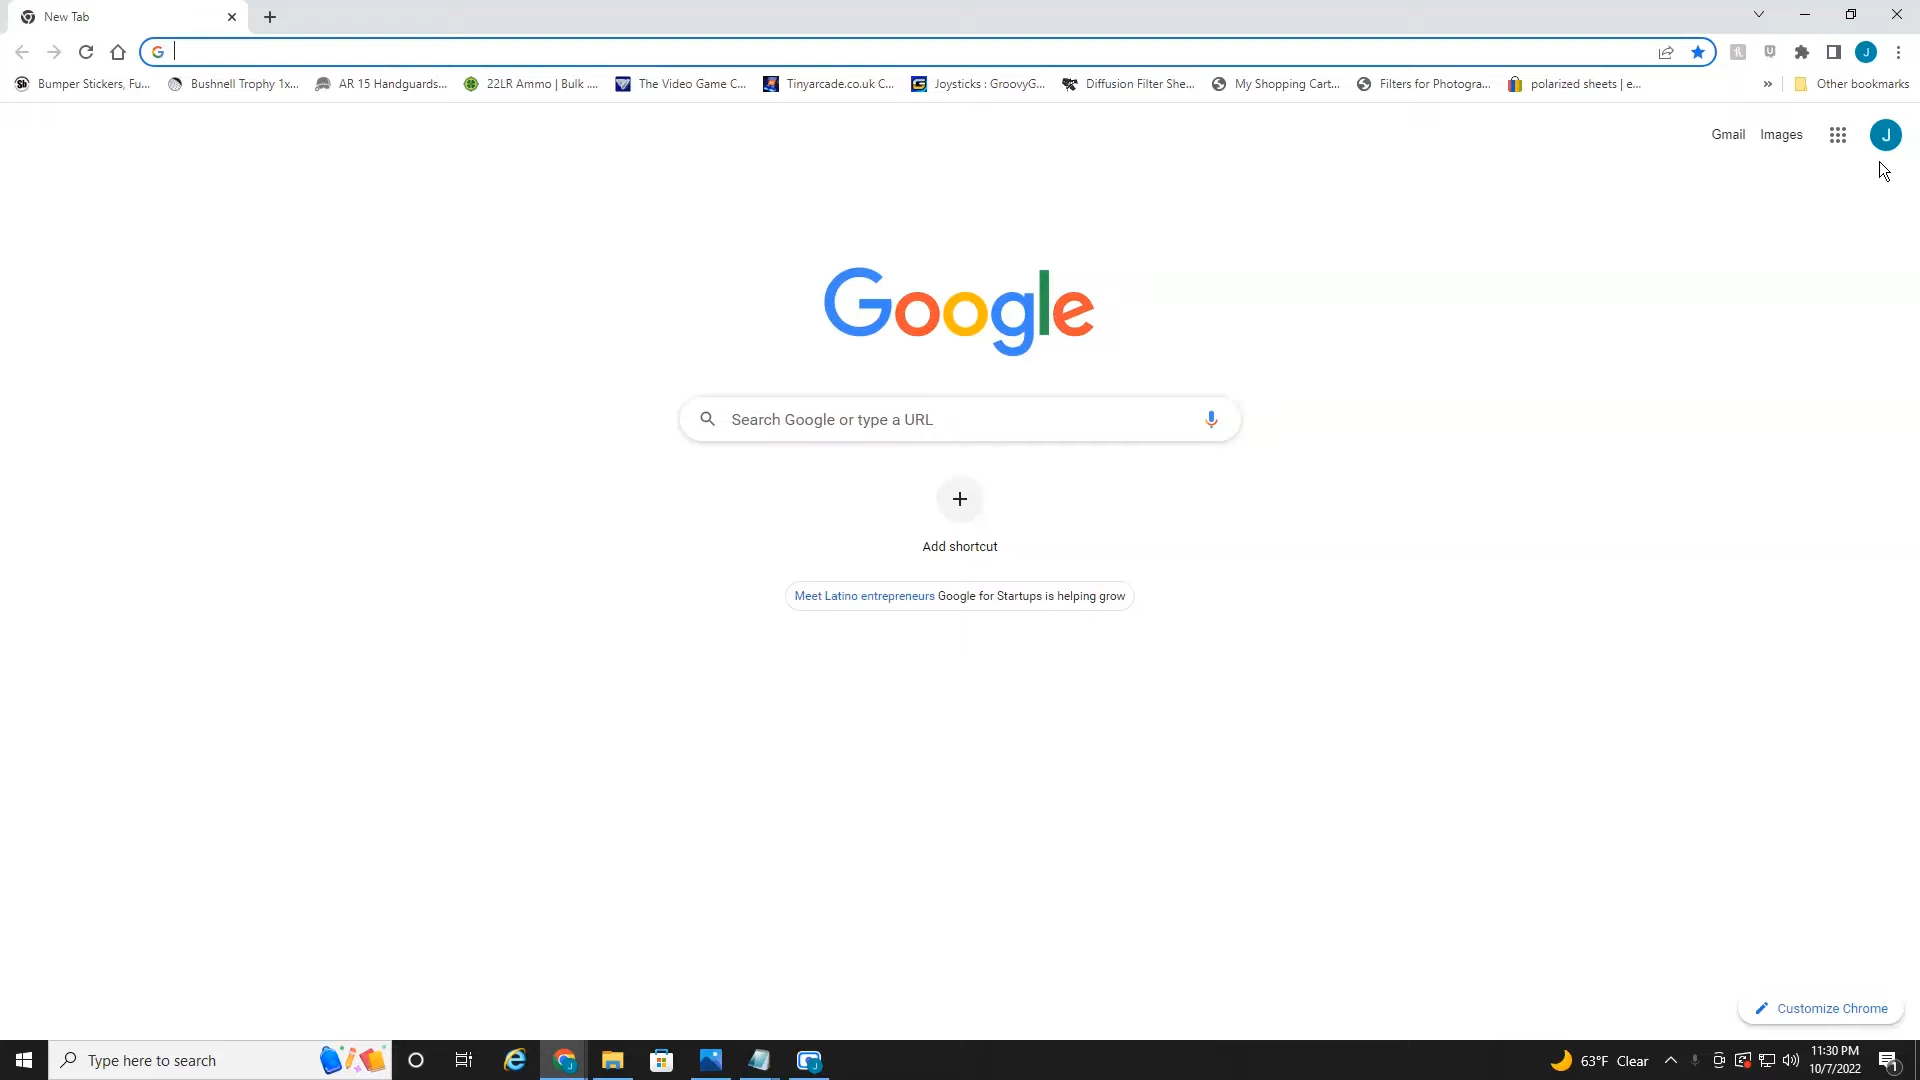 New Tab
Bumper Stickers, Fu...
Bushnell Trophy 1x...
AR 15 Handguards...
22LR Ammo | Bulk ....
The Video Game C...
Tinyarcade.co.uk C...
Joysticks : GroovyG...
Diffusion Filter She...
My Shopping Cart...
Filters for Photogra...
polarized sheets | e...
»
Other bookmarks
Gmail
Images
J
J
Google
Search Google or type a URL
Add shortcut
Meet Latino entrepreneurs Google for Startups is helping grow
Customize Chrome
Type here to search
63°F Clear
11:30 PM
10/7/2022
1